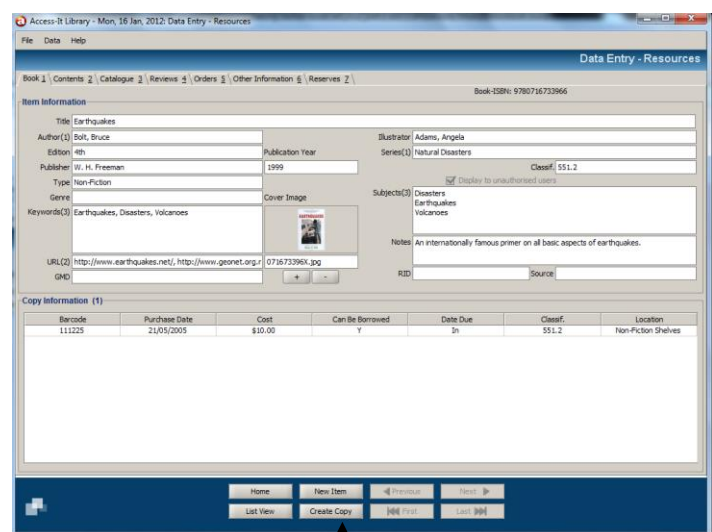 Access-It Library - Mon, 16 Jan, 2012: Data Entry - Resources
File Data Help
Data Entry - Resources
Book 1 Contents 2 Catalogue 3 Reviews 4 Orders 5 Other Information 6 Reserves 7
Book-ISBN: 9780716733966
Item Information
Title Earthquakes
Author(1) Bolt, Bruce Illustrator Adams, Angela
Edition 4th Publication Year Series(1) Natural Disasters
Publisher W. H. Freeman 1999 Classif. 551.2
Type Non-Fiction Display to unauthorised users
Genre Cover Image Subjects(3) Disasters
Earthquakes
Keywords(3) Earthquakes, Disasters, Volcanoes Volcanoes
EARTHQUAKES
Notes An internationally famous primer on all basic aspects of earthquakes.
URL(2) http://www.earthquakes.net/, http://www.geonet.org.r 071673396X.jpg
GMD + - RID Source
Copy Information (1)
Barcode Purchase Date Cost Can Be Borrowed Date Due Classif. Location
111225 21/05/2005 $10.00 Y In 551.2 Non-Fiction Shelves
Home New Item Previous Next
List View Create Copy First Last